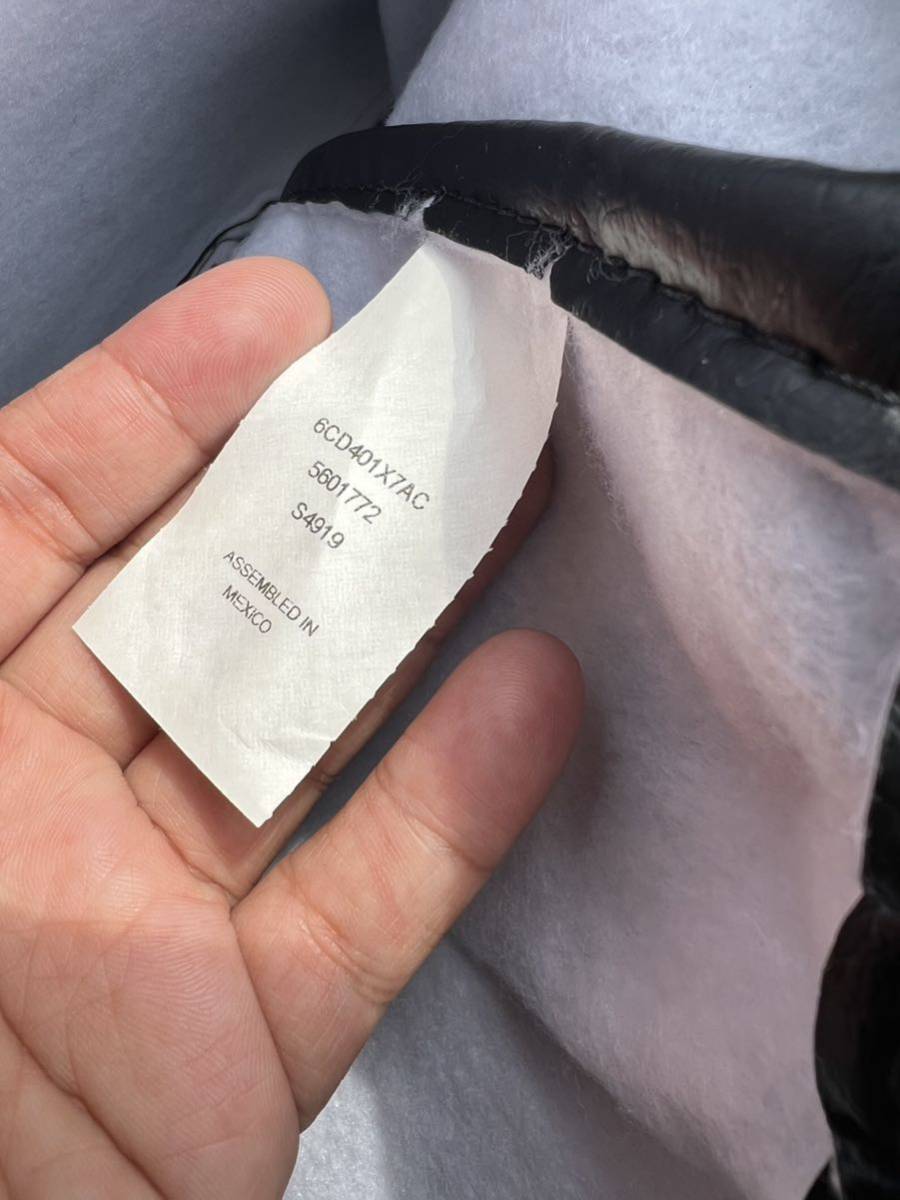 6CD401X7AC
5601772
S4919
ASSEMBLED IN
MEXICO